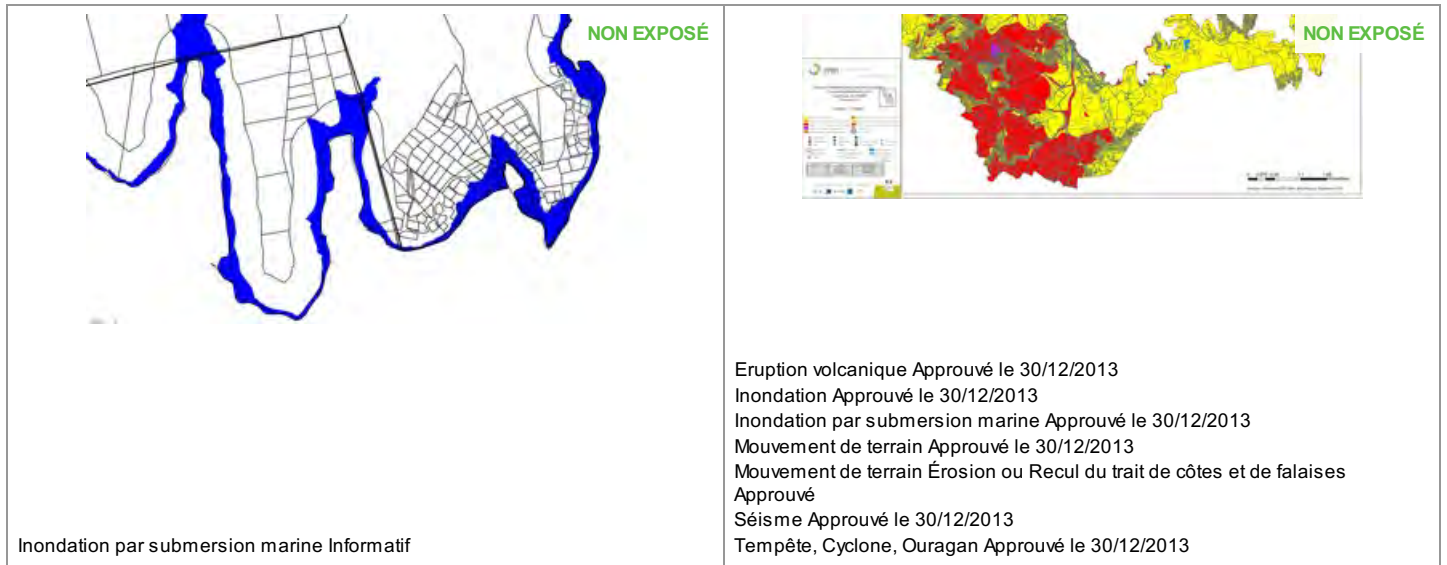 NON EXPOSÉ
Inondation par submersion marine Informatif
NON EXPOSÉ
Eruption volcanique Approuvé le 30/12/2013
Inondation Approuvé le 30/12/2013
Inondation par submersion marine Approuvé le 30/12/2013
Mouvement de terrain Approuvé le 30/12/2013
Mouvement de terrain Érosion ou Recul du trait de côtes et de falaises
Approuvé
Séisme Approuvé le 30/12/2013
Tempête, Cyclone, Ouragan Approuvé le 30/12/2013